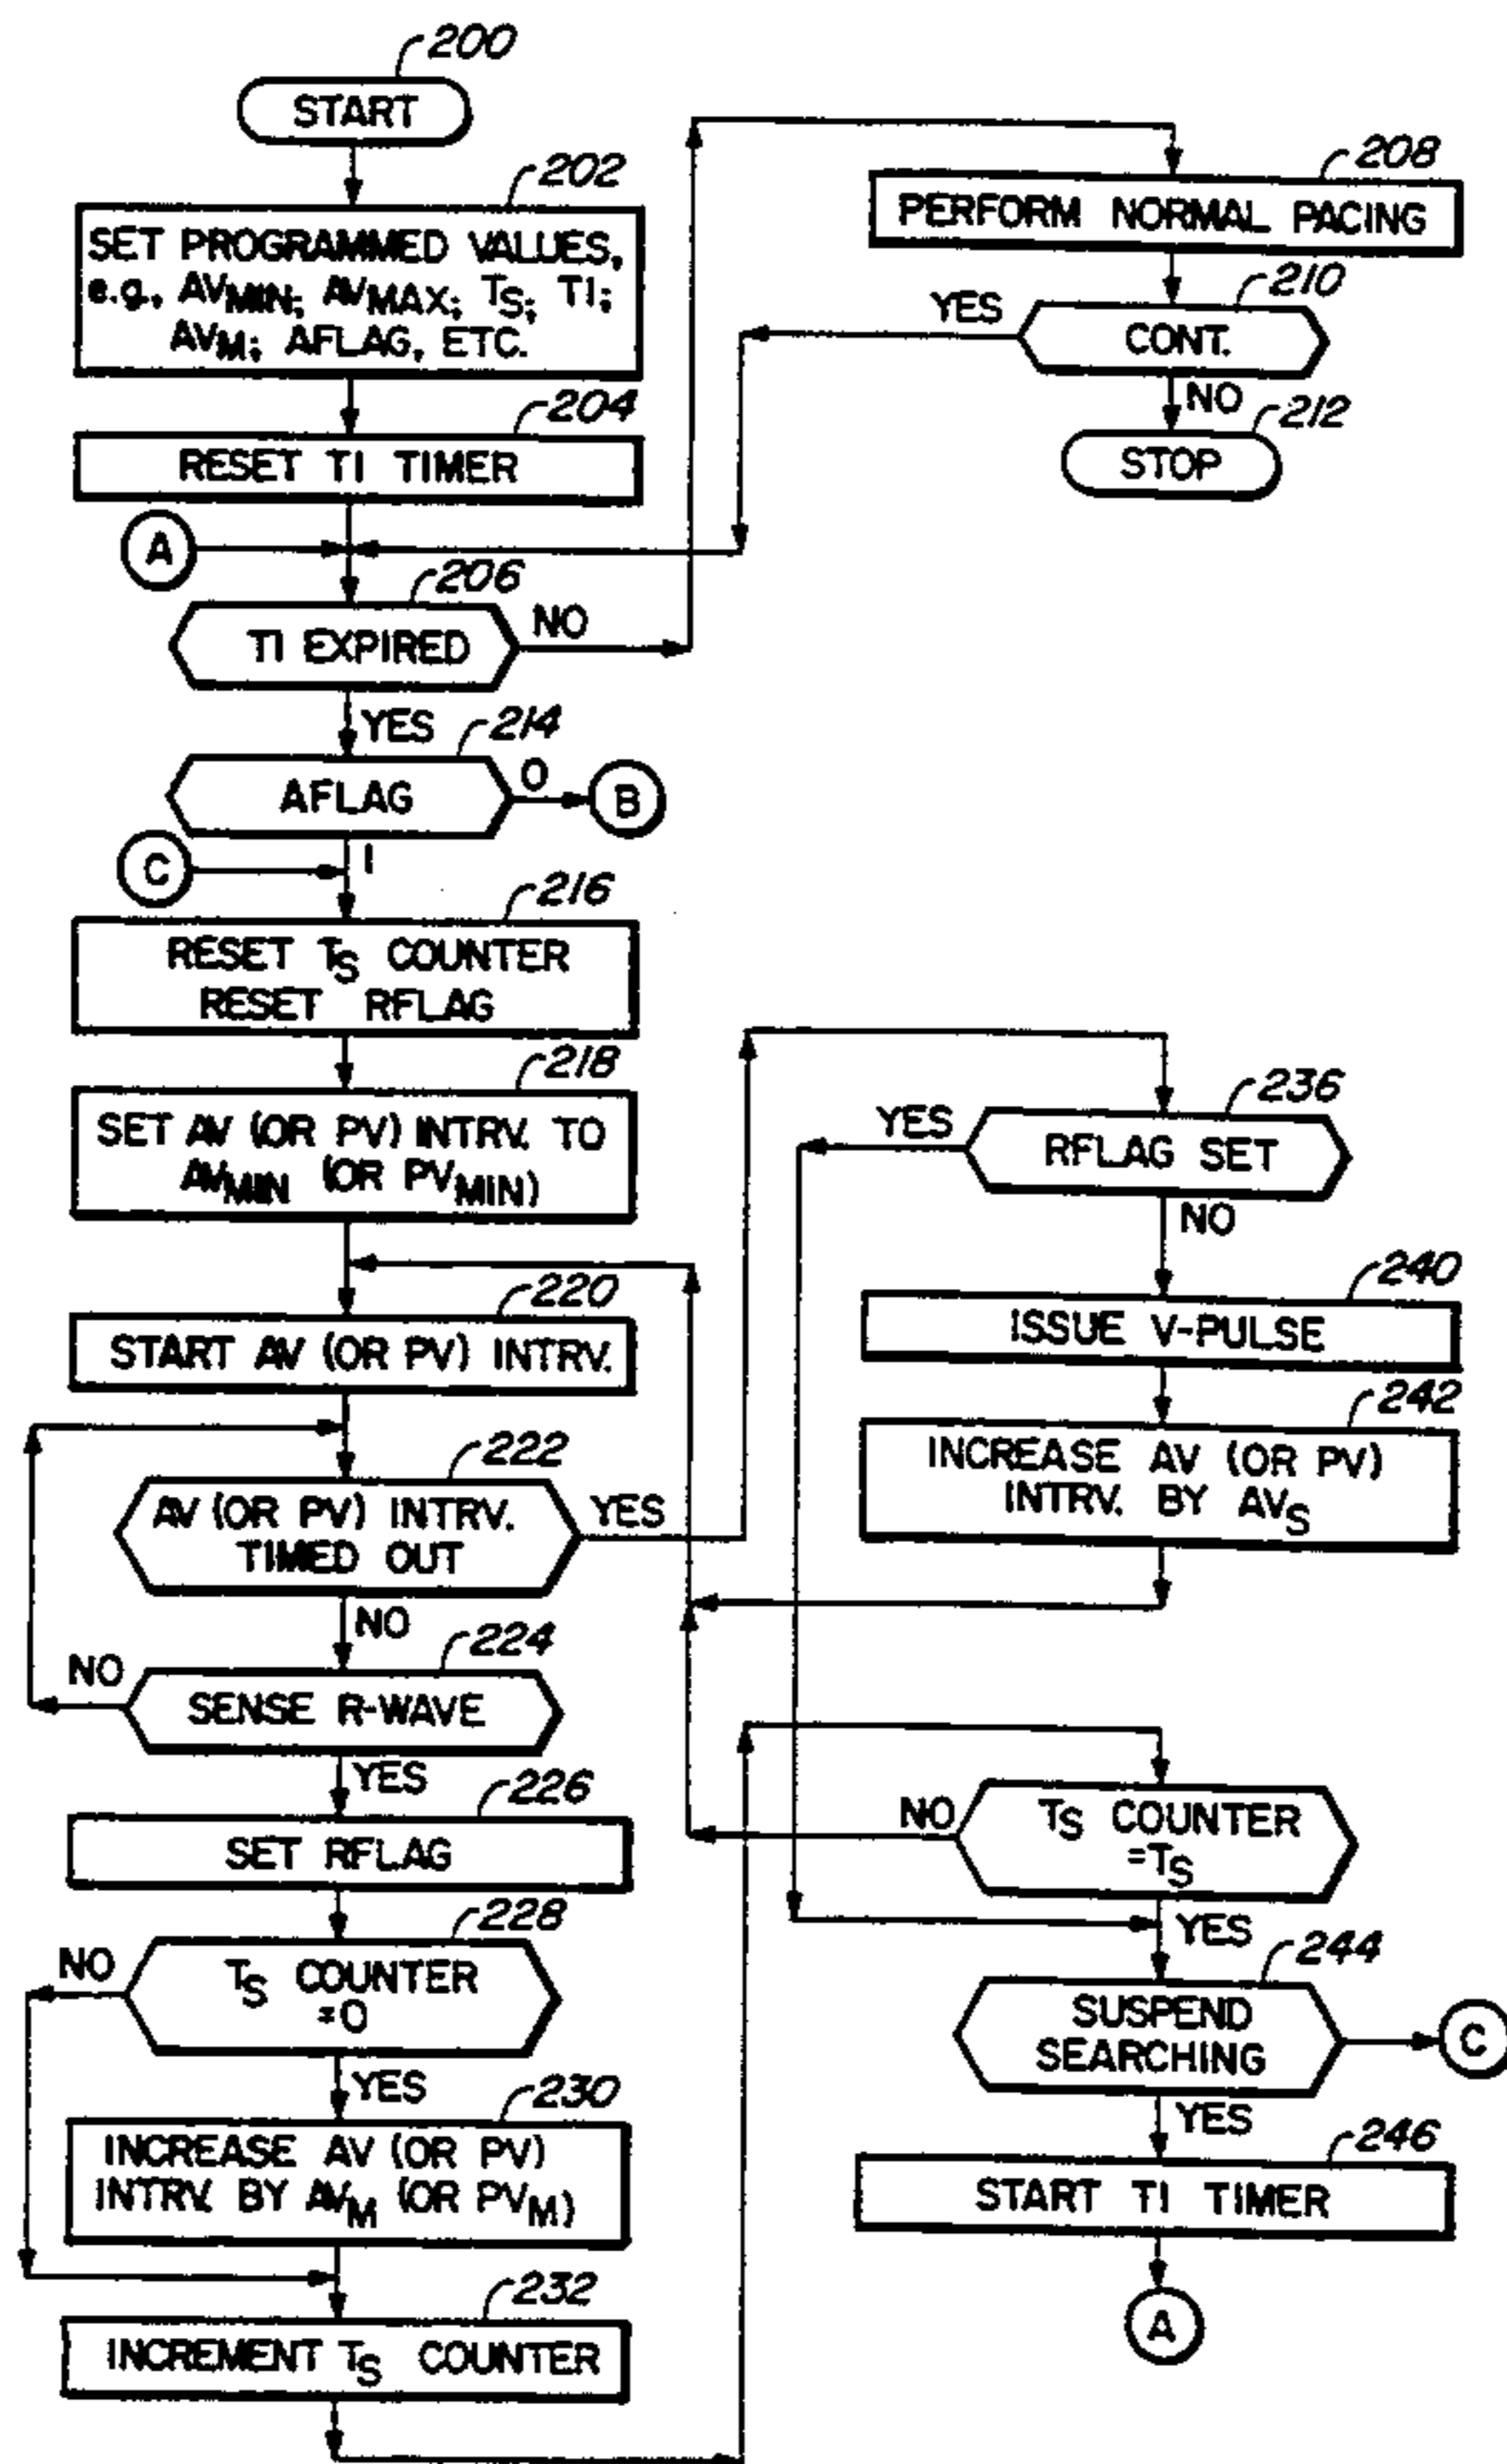 200
START
202
SET PROGRAMMED VALUES,
e.g., AVMIN; AVMAX; TS; T1;
AVM; AFLAG, ETC.
204
RESET T1 TIMER
A
206
T1 EXPIRED
NO
YES
208
PERFORM NORMAL PACING
210
CONT.
YES
NO
212
STOP
214
AFLAG
0
B
1
C
216
RESET TS COUNTER
RESET RFLAG
218
SET AV (OR PV) INTRV. TO
AVMIN (OR PVMIN)
220
START AV (OR PV) INTRV.
222
AV (OR PV) INTRV.
TIMED OUT
YES
NO
224
SENSE R-WAVE
NO
YES
226
SET RFLAG
228
TS COUNTER
=0
NO
YES
230
INCREASE AV (OR PV)
INTRV. BY AVM (OR PVM)
232
INCREMENT TS COUNTER
236
RFLAG SET
YES
NO
240
ISSUE V-PULSE
242
INCREASE AV (OR PV)
INTRV. BY AVS
TS COUNTER
=TS
NO
YES
244
SUSPEND
SEARCHING
C
YES
246
START T1 TIMER
A